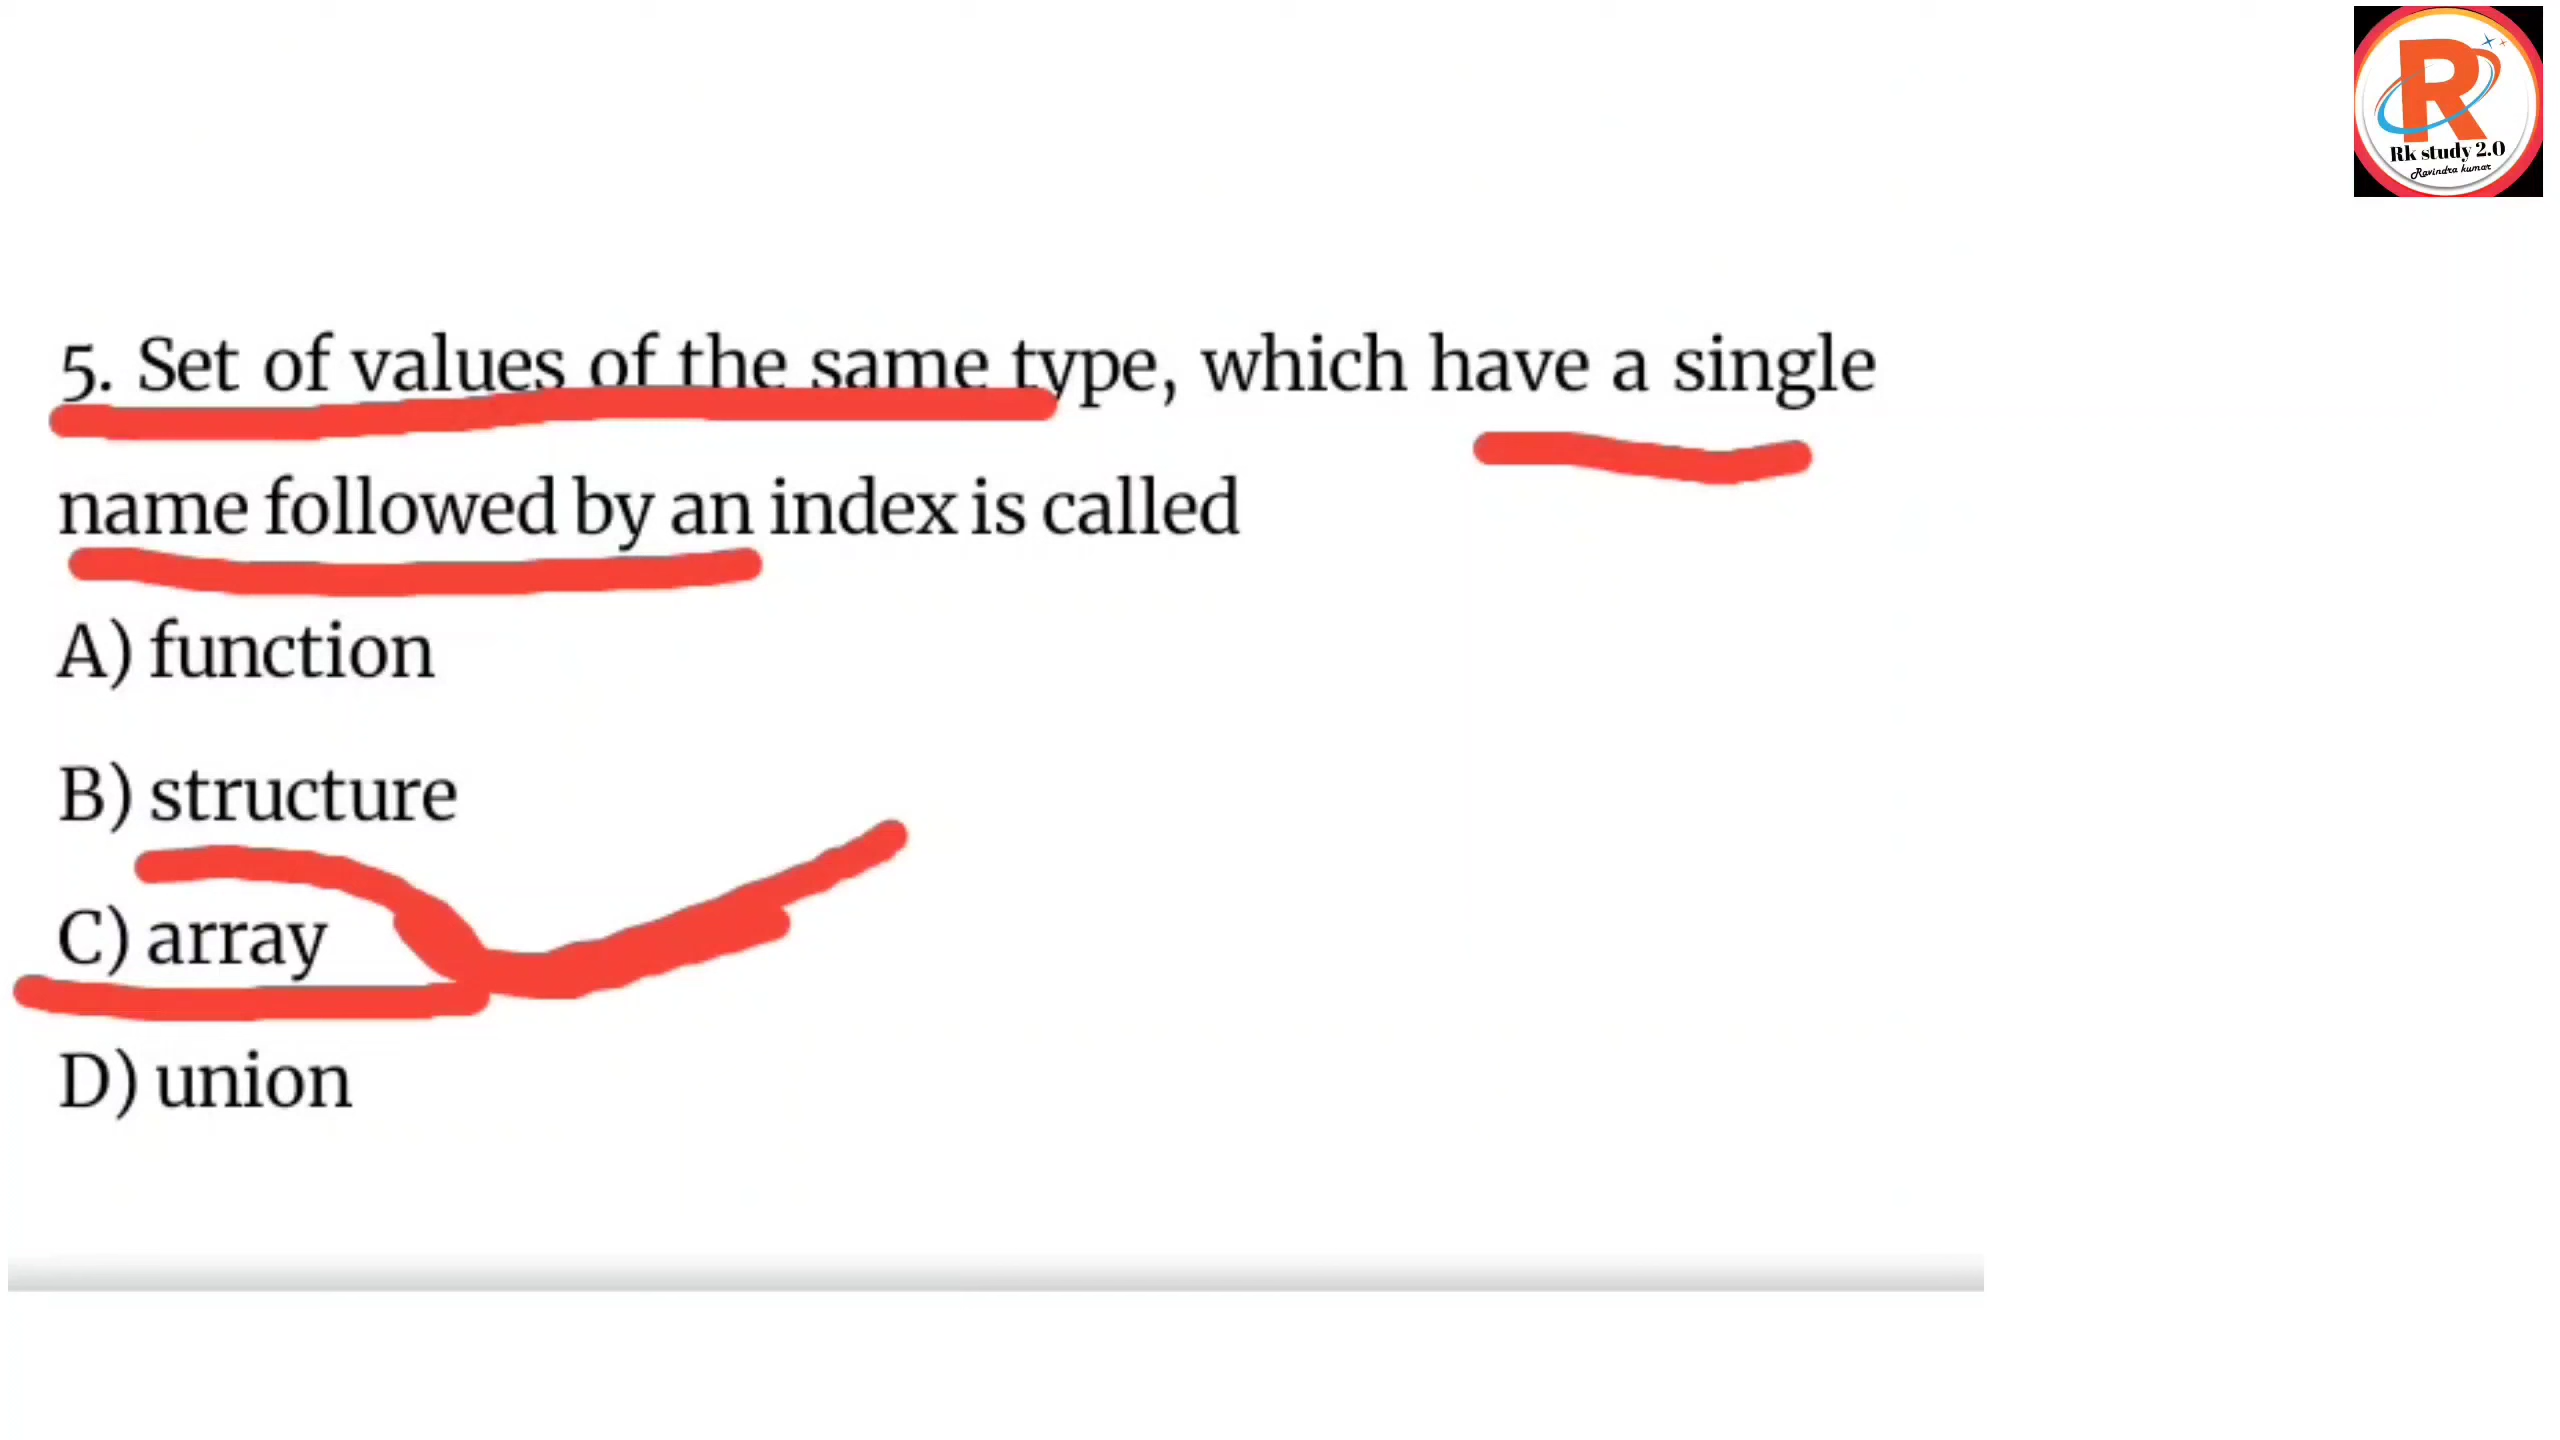 Rk study 2.0
Ravindra kumar
5. Set of values of the same type, which have a single
name followed by an index is called
A) function
B) structure
C) array
D) union